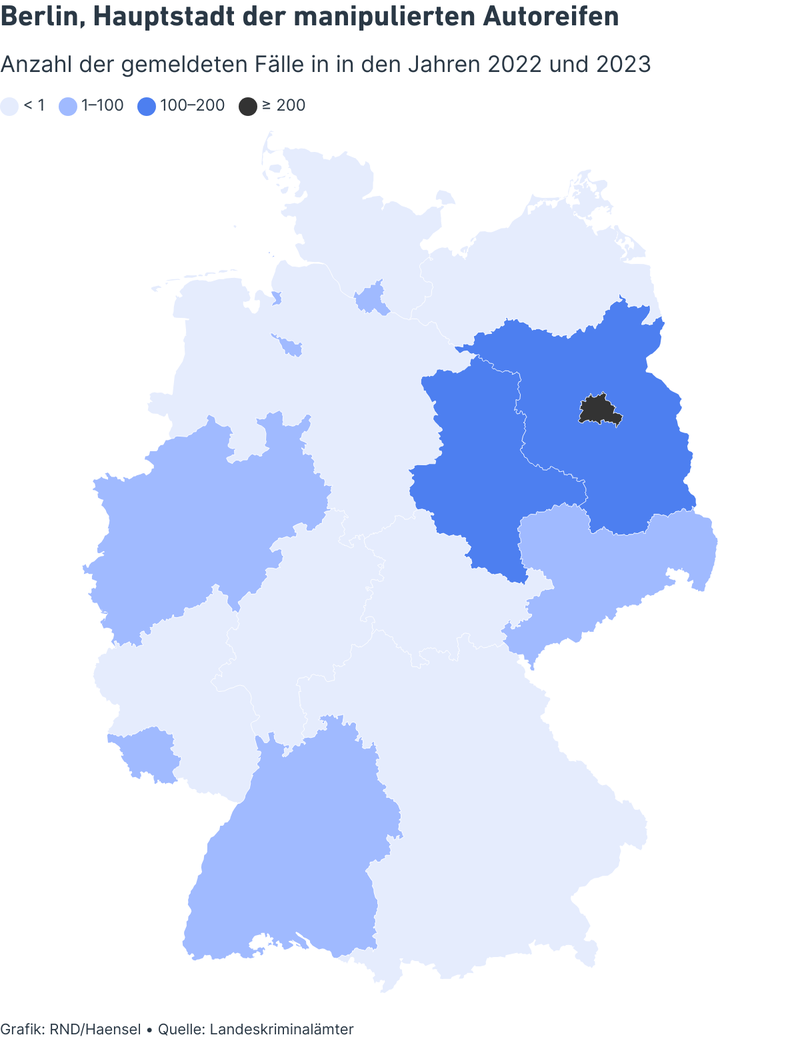 Berlin, Hauptstadt der manipulierten Autoreifen
Anzahl der gemeldeten Fälle in in den Jahren 2022 und 2023
< 1 1–100 100–200 ≥ 200
Grafik: RND/Haensel • Quelle: Landeskriminalämter